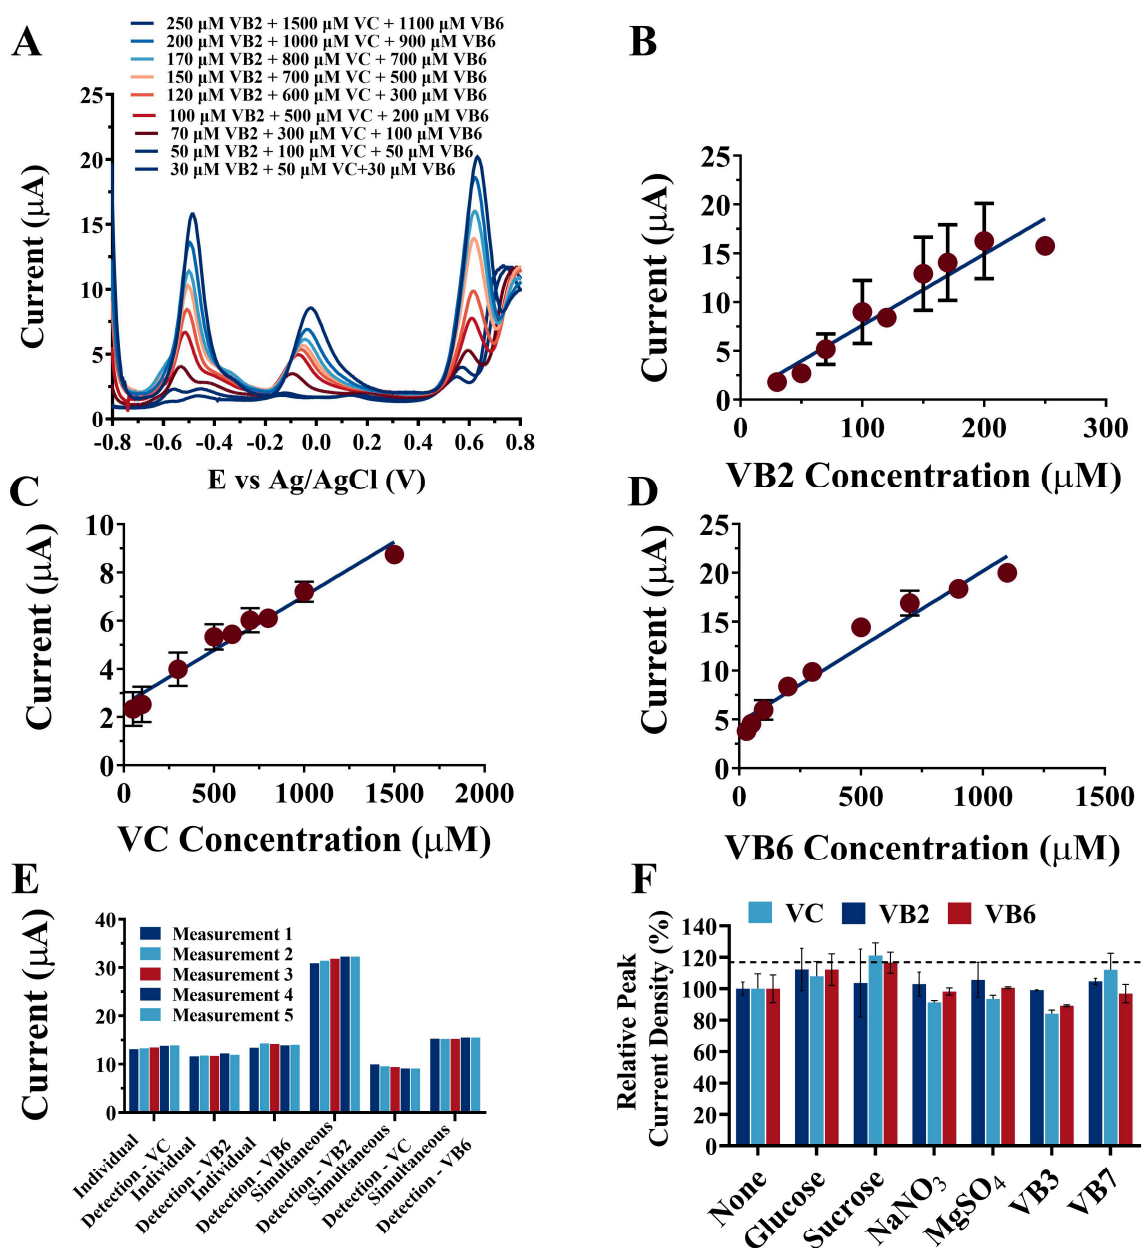 A
250 µM VB2 + 1500 µM VC + 1100 µM VB6
200 µM VB2 + 1000 µM VC + 900 µM VB6
170 µM VB2 + 800 µM VC + 700 µM VB6
150 µM VB2 + 700 µM VC + 500 µM VB6
120 µM VB2 + 600 µM VC + 300 µM VB6
100 µM VB2 + 500 µM VC + 200 µM VB6
70 µM VB2 + 300 µM VC + 100 µM VB6
50 µM VB2 + 100 µM VC + 50 µM VB6
30 µM VB2 + 50 µM VC+30 µM VB6
Current (µA)
25
20
15
10
5
0
-0.8 -0.6 -0.4 -0.2 0.0 0.2 0.4 0.6 0.8
E vs Ag/AgCl (V)
B
Current (µA)
25
20
15
10
5
0
0 100 200 300
VB2 Concentration (µM)
C
Current (µA)
10
8
6
4
2
0
0 500 1000 1500 2000
VC Concentration (µM)
D
Current (µA)
25
20
15
10
5
0
0 500 1000 1500
VB6 Concentration (µM)
E
Current (µA)
40
30
20
10
0
Measurement 1
Measurement 2
Measurement 3
Measurement 4
Measurement 5
Individual
Detection - VC
Individual
Detection - VB2
Individual
Detection - VB6
Simultaneous
Detection - VB2
Simultaneous
Detection - VC
Simultaneous
Detection - VB6
F
VC VB2 VB6
Relative Peak
Current Density (%)
140
120
100
80
60
40
20
0
None
Glucose
Sucrose
NaNO3
MgSO4
VB3
VB7